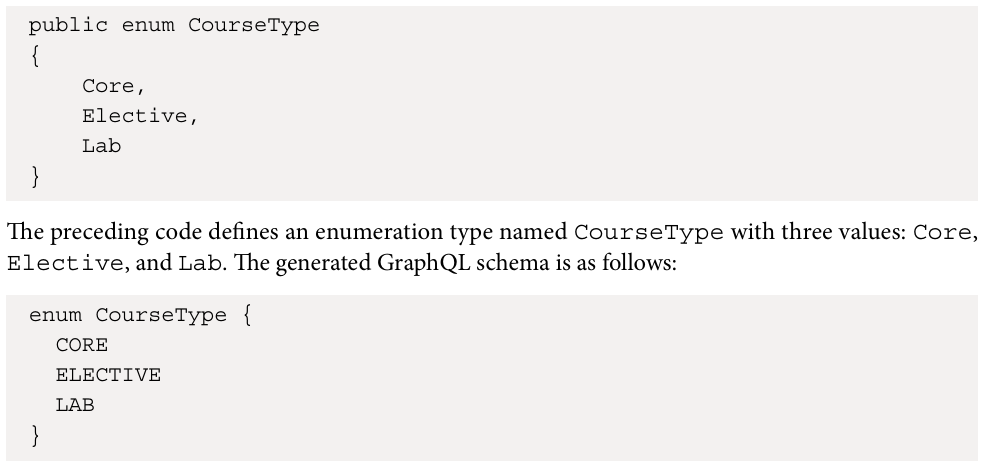 public enum CourseType
{
    Core,
    Elective,
    Lab
}
The preceding code defines an enumeration type named CourseType with three values: Core,
Elective, and Lab. The generated GraphQL schema is as follows:
enum CourseType {
  CORE
  ELECTIVE
  LAB
}